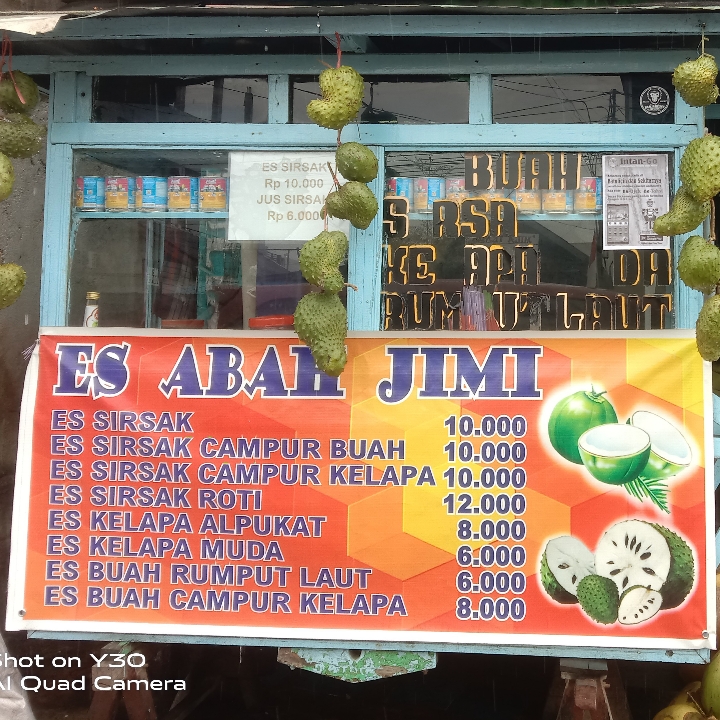 ES SIRSAK
Rp 10.000
JUS SIRSAK
Rp 6.000
BUAH
Intan-Go
DA
RUMPUT LAUT
ES ABAH JIMI
ES SIRSAK 10.000
ES SIRSAK CAMPUR BUAH 10.000
ES SIRSAK CAMPUR KELAPA 10.000
ES SIRSAK ROTI 12.000
ES KELAPA ALPUKAT 8.000
ES KELAPA MUDA 6.000
ES BUAH RUMPUT LAUT 6.000
ES BUAH CAMPUR KELAPA 8.000
Shot on Y30
AI Quad Camera